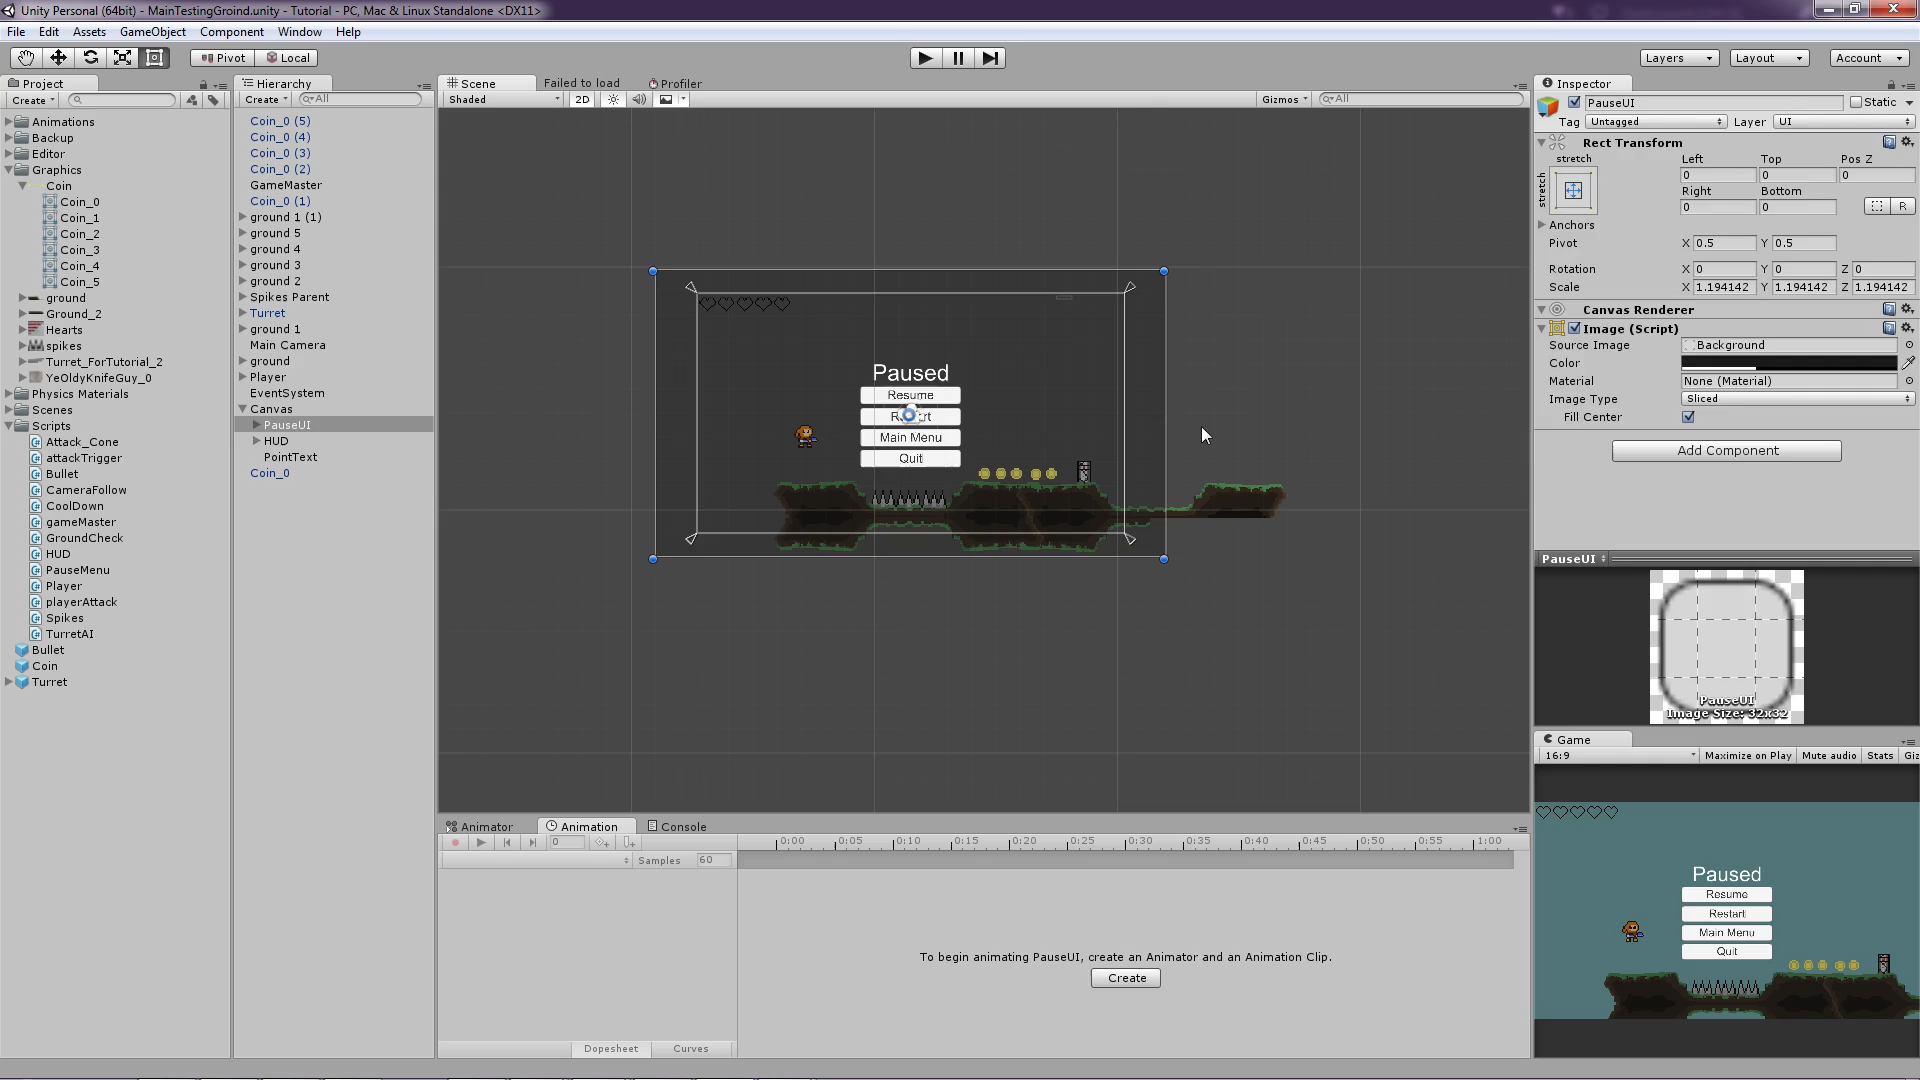 Unity Personal (64bit) - MainTestingGroind.unity - Tutorial - PC, Mac & Linux Standalone <DX11>
File Edit Assets GameObject Component Window Help
Pivot Local Layers Layout Account
Project
Create
Animations
Backup
Editor
Graphics
Coin
Coin_0
Coin_1
Coin_2
Coin_3
Coin_4
Coin_5
ground
Ground_2
Hearts
spikes
Turret_ForTutorial_2
YeOldyKnifeGuy_0
Physics Materials
Scenes
Scripts
Attack_Cone
attackTrigger
Bullet
CameraFollow
CoolDown
gameMaster
GroundCheck
HUD
PauseMenu
Player
playerAttack
Spikes
TurretAI
Bullet
Coin
Turret
Hierarchy
Create All
Coin_0 (5)
Coin_0 (4)
Coin_0 (3)
Coin_0 (2)
GameMaster
Coin_0 (1)
ground 1 (1)
ground 5
ground 4
ground 3
ground 2
Spikes Parent
Turret
ground 1
Main Camera
ground
Player
EventSystem
Canvas
PauseUI
HUD
PointText
Coin_0
Scene Failed to load Profiler
Shaded 2D Gizmos All
Paused
Resume
Main Menu
Quit
Animator Animation Console
0 0:00 0:05 0:10 0:15 0:20 0:25 0:30 0:35 0:40 0:45 0:50 0:55 1:00
Samples 60
To begin animating PauseUI, create an Animator and an Animation Clip.
Create
Dopesheet Curves
Inspector
PauseUI Static
Tag Untagged Layer UI
Rect Transform
stretch Left Top Pos Z
stretch 0 0 0
Right Bottom
0 0 R
Anchors
Pivot X 0.5 Y 0.5
Rotation X 0 Y 0 Z 0
Scale X 1.194142 Y 1.194142 Z 1.194142
Canvas Renderer
Image (Script)
Source Image Background
Color
Material None (Material)
Image Type Sliced
Fill Center
Add Component
PauseUI
PauseUI
Image Size: 32x32
Game
16:9 Maximize on Play Mute audio Stats Giz
Paused
Resume
Restart
Main Menu
Quit